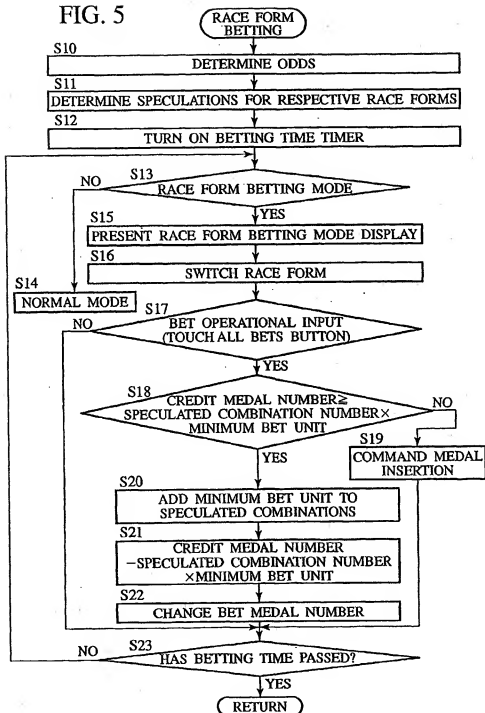 FIG. 5
RACE FORM
BETTING
S10
DETERMINE ODDS
S11
DETERMINE SPECULATIONS FOR RESPECTIVE RACE FORMS
S12
TURN ON BETTING TIME TIMER
S13
NO
RACE FORM BETTING MODE
YES
S15
PRESENT RACE FORM BETTING MODE DISPLAY
S16
SWITCH RACE FORM
S14
NORMAL MODE
S17
NO
BET OPERATIONAL INPUT
(TOUCH ALL BETS BUTTON)
YES
S18
CREDIT MEDAL NUMBER≧
SPECULATED COMBINATION NUMBER×
MINIMUM BET UNIT
NO
S19
COMMAND MEDAL
INSERTION
YES
S20
ADD MINIMUM BET UNIT TO
SPECULATED COMBINATIONS
S21
CREDIT MEDAL NUMBER
−SPECULATED COMBINATION NUMBER
×MINIMUM BET UNIT
S22
CHANGE BET MEDAL NUMBER
S23
NO
HAS BETTING TIME PASSED?
YES
RETURN